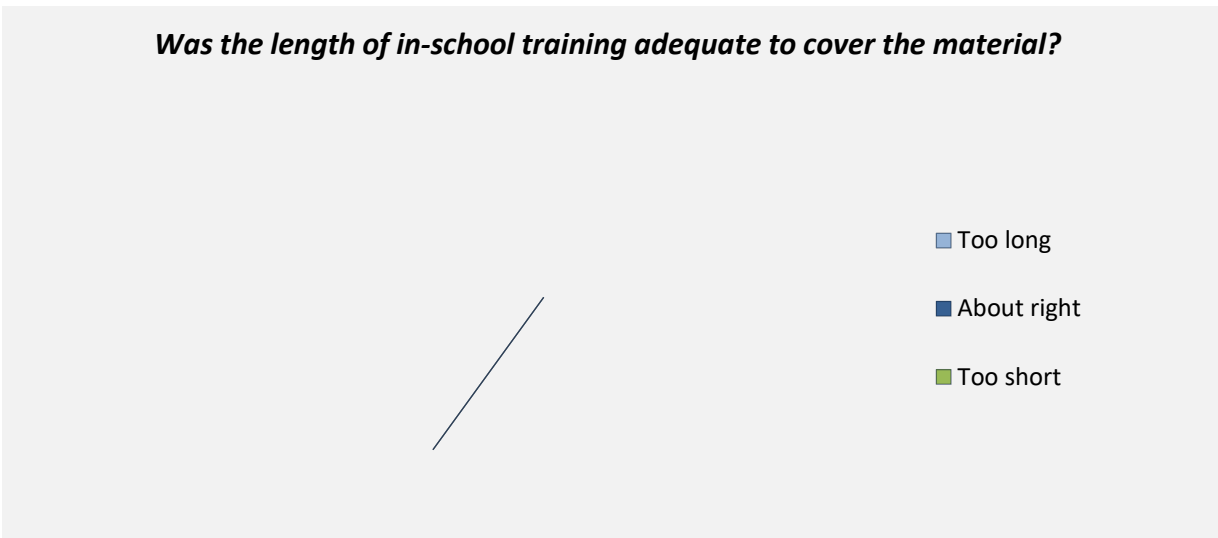 Was the length of in-school training adequate to cover the material?
Too long
About right
Too short